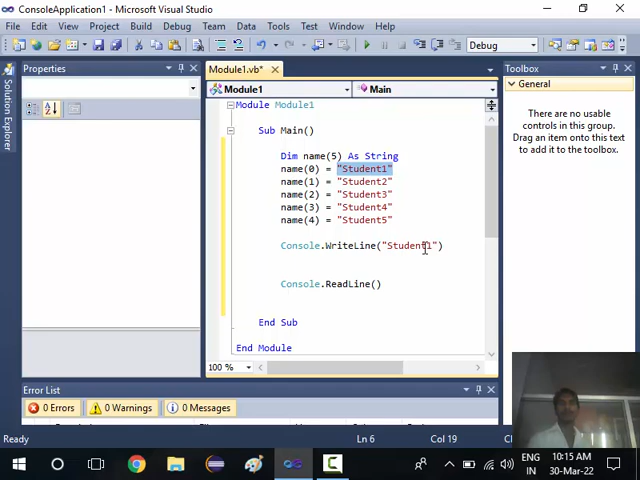 ConsoleApplication1 - Microsoft Visual Studio
File Edit View Project Build Debug Team Data Tools Test Window Help
Debug
Solution Explorer
Properties
Module1.vb*
Toolbox
Module1 Main
General
There are no usable
controls in this group.
Drag an item onto this text
to add it to the toolbox.
Module Module1
Sub Main()
Dim name(5) As String
name(0) = "Student1"
name(1) = "Student2"
name(2) = "Student3"
name(3) = "Student4"
name(4) = "Student5"
Console.WriteLine("Student1")
Console.ReadLine()
End Sub
End Module
100 %
Error List
0 Errors 0 Warnings 0 Messages
Ready Ln 6 Col 19
ENG 10:15 AM
IN 30-Mar-22